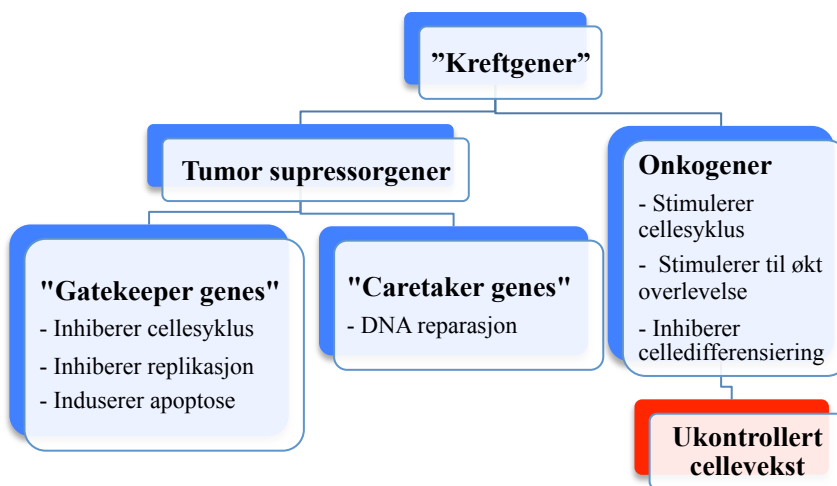 ”Kreftgener”
Tumor supressorgener
"Gatekeeper genes"
- Inhiberer cellesyklus
- Inhiberer replikasjon
- Induserer apoptose
"Caretaker genes"
- DNA reparasjon
Onkogener
- Stimulerer
cellesyklus
-  Stimulerer til økt
overlevelse
- Inhiberer
celledifferensiering
Ukontrollert
cellevekst